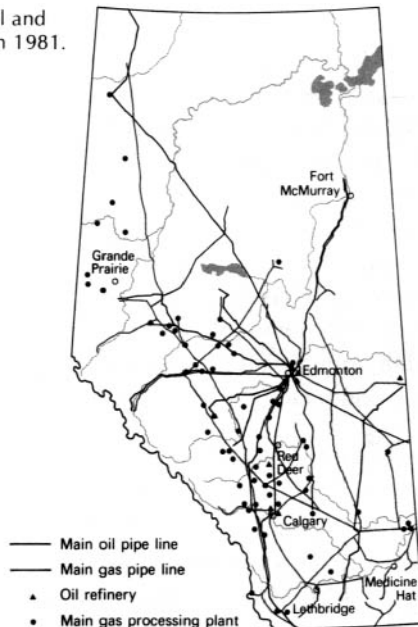 l and
n 1981.
Fort
McMurray
Grande
Prairie
Edmonton
Red
Deer
Calgary
Medicine
Hat
Lethbridge
Main oil pipe line
Main gas pipe line
Oil refinery
Main gas processing plant